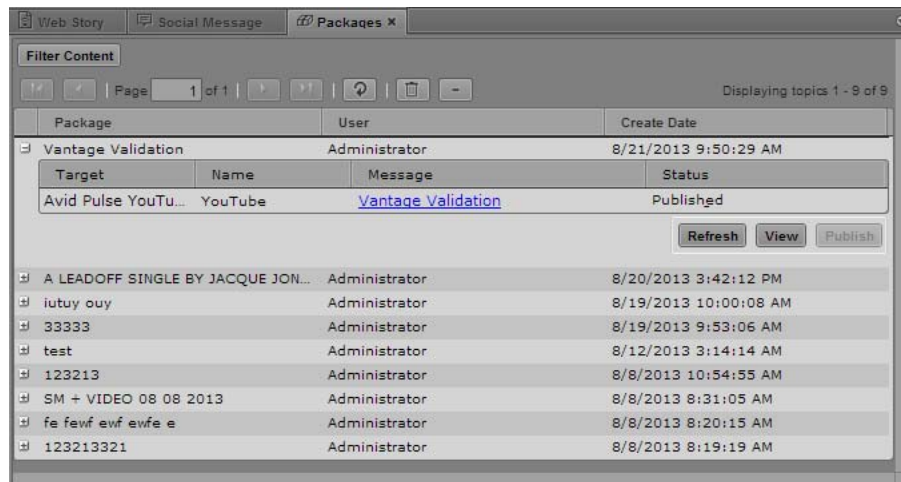 Web Story Social Message Packages ×
Filter Content
Page 1 of 1 Displaying topics 1 - 9 of 9
Package User Create Date
Vantage Validation Administrator 8/21/2013 9:50:29 AM
Target Name Message Status
Avid Pulse YouTu... YouTube Vantage Validation Published
Refresh View Publish
A LEADOFF SINGLE BY JACQUE JON... Administrator 8/20/2013 3:42:12 PM
iutuy ouy Administrator 8/19/2013 10:00:08 AM
33333 Administrator 8/19/2013 9:53:06 AM
test Administrator 8/12/2013 3:14:14 AM
123213 Administrator 8/8/2013 10:54:55 AM
SM + VIDEO 08 08 2013 Administrator 8/8/2013 8:31:05 AM
fe fewf ewf ewfe e Administrator 8/8/2013 8:20:15 AM
123213321 Administrator 8/8/2013 8:19:19 AM